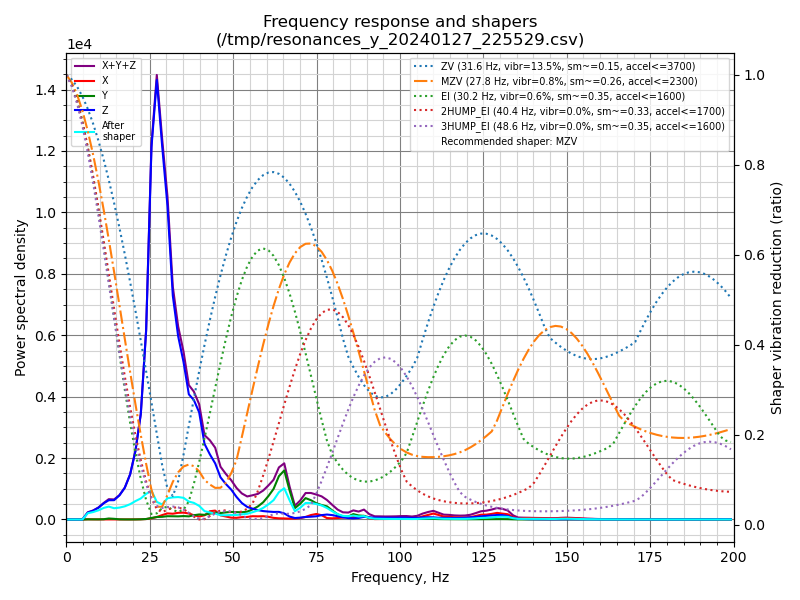 Frequency response and shapers
(/tmp/resonances_y_20240127_225529.csv)
1e4
X+Y+Z
X
Y
Z
After
shaper
ZV (31.6 Hz, vibr=13.5%, sm~=0.15, accel<=3700)
MZV (27.8 Hz, vibr=0.8%, sm~=0.26, accel<=2300)
EI (30.2 Hz, vibr=0.6%, sm~=0.35, accel<=1600)
2HUMP_EI (40.4 Hz, vibr=0.0%, sm~=0.33, accel<=1700)
3HUMP_EI (48.6 Hz, vibr=0.0%, sm~=0.35, accel<=1600)
Recommended shaper: MZV
Power spectral density
1.4
1.2
1.0
0.8
0.6
0.4
0.2
0.0
1.0
0.8
0.6
0.4
0.2
0.0
Shaper vibration reduction (ratio)
0 25 50 75 100 125 150 175 200
Frequency, Hz